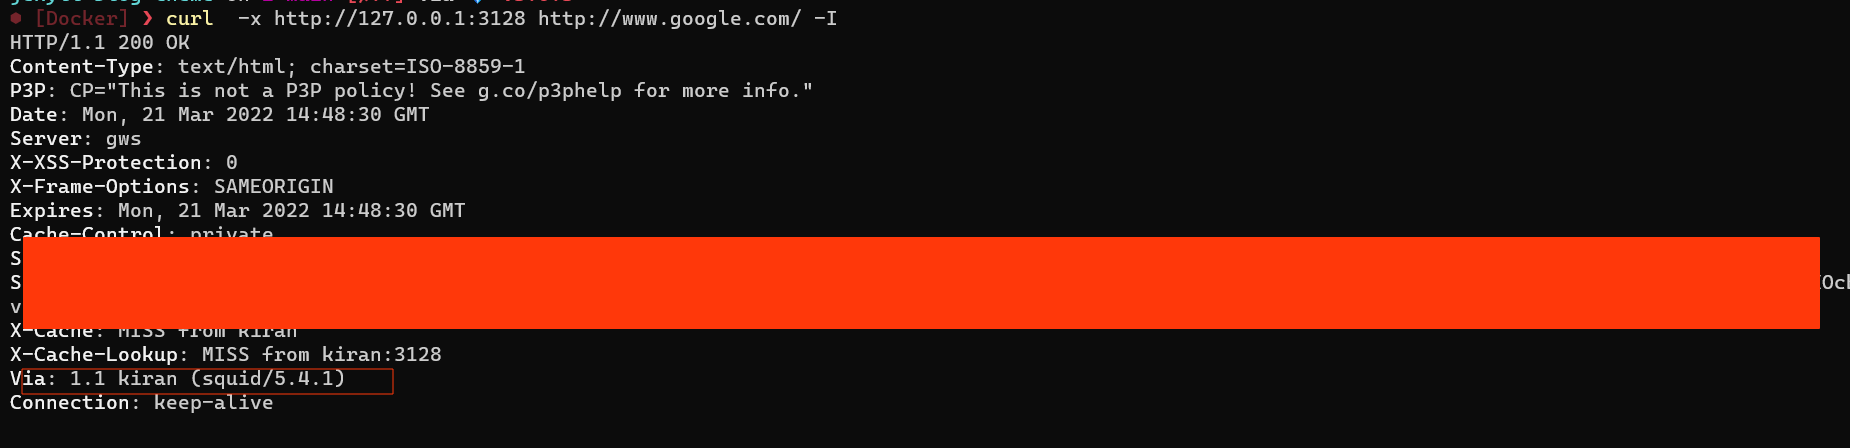 [Docker] ❯ curl  -x http://127.0.0.1:3128 http://www.google.com/ -I
HTTP/1.1 200 OK
Content-Type: text/html; charset=ISO-8859-1
P3P: CP="This is not a P3P policy! See g.co/p3phelp for more info."
Date: Mon, 21 Mar 2022 14:48:30 GMT
Server: gws
X-XSS-Protection: 0
X-Frame-Options: SAMEORIGIN
Expires: Mon, 21 Mar 2022 14:48:30 GMT
Cache-Control: private
S
S
v
X-Cache: MISS from kiran
X-Cache-Lookup: MISS from kiran:3128
Via: 1.1 kiran (squid/5.4.1)
Connection: keep-alive